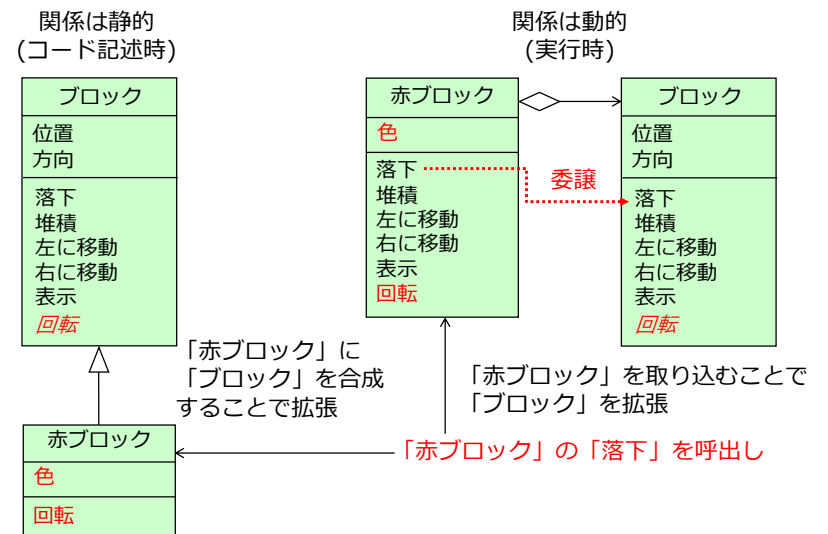 関係は静的
(コード記述時)
ブロック
位置
方向
落下
堆積
左に移動
右に移動
表示
回転
「赤ブロック」に
「ブロック」を合成
することで拡張
赤ブロック
色
回転
関係は動的
(実行時)
赤ブロック
色
落下
堆積
左に移動
右に移動
表示
回転
委譲
ブロック
位置
方向
落下
堆積
左に移動
右に移動
表示
回転
「赤ブロック」を取り込むことで
「ブロック」を拡張
「赤ブロック」の「落下」を呼出し